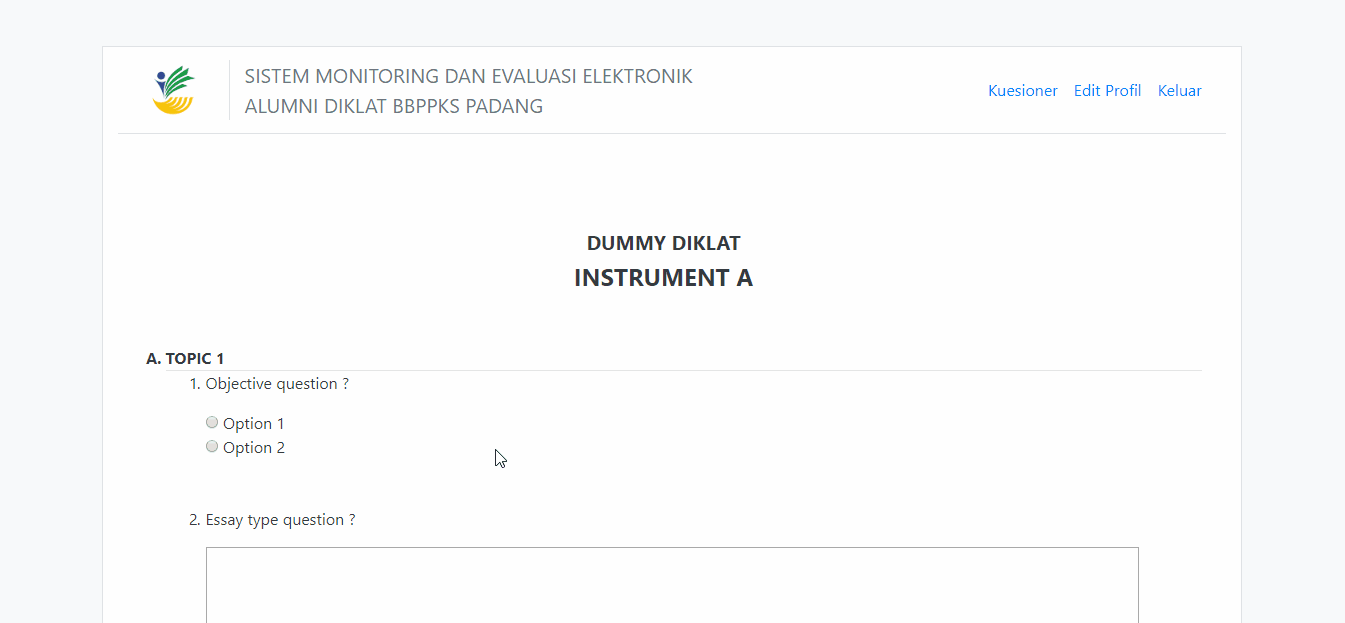 SISTEM MONITORING DAN EVALUASI ELEKTRONIK
ALUMNI DIKLAT BBPPKS PADANG
Kuesioner Edit Profil Keluar
DUMMY DIKLAT
INSTRUMENT A
A. TOPIC 1
1. Objective question ?
Option 1
Option 2
2. Essay type question ?